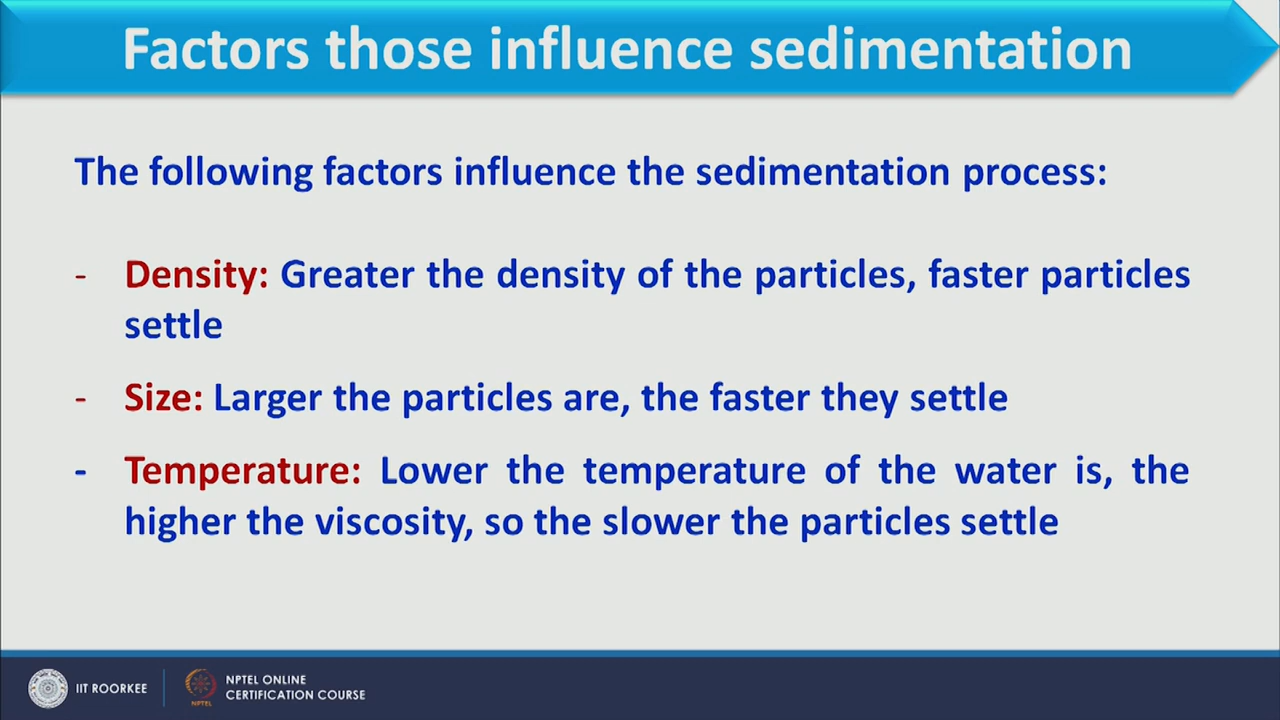 Factors those influence sedimentation
The following factors influence the sedimentation process:
- Density: Greater the density of the particles, faster particles
settle
- Size: Larger the particles are, the faster they settle
- Temperature: Lower the temperature of the water is, the
higher the viscosity, so the slower the particles settle
IIT ROORKEE
NPTEL
NPTEL ONLINE
CERTIFICATION COURSE